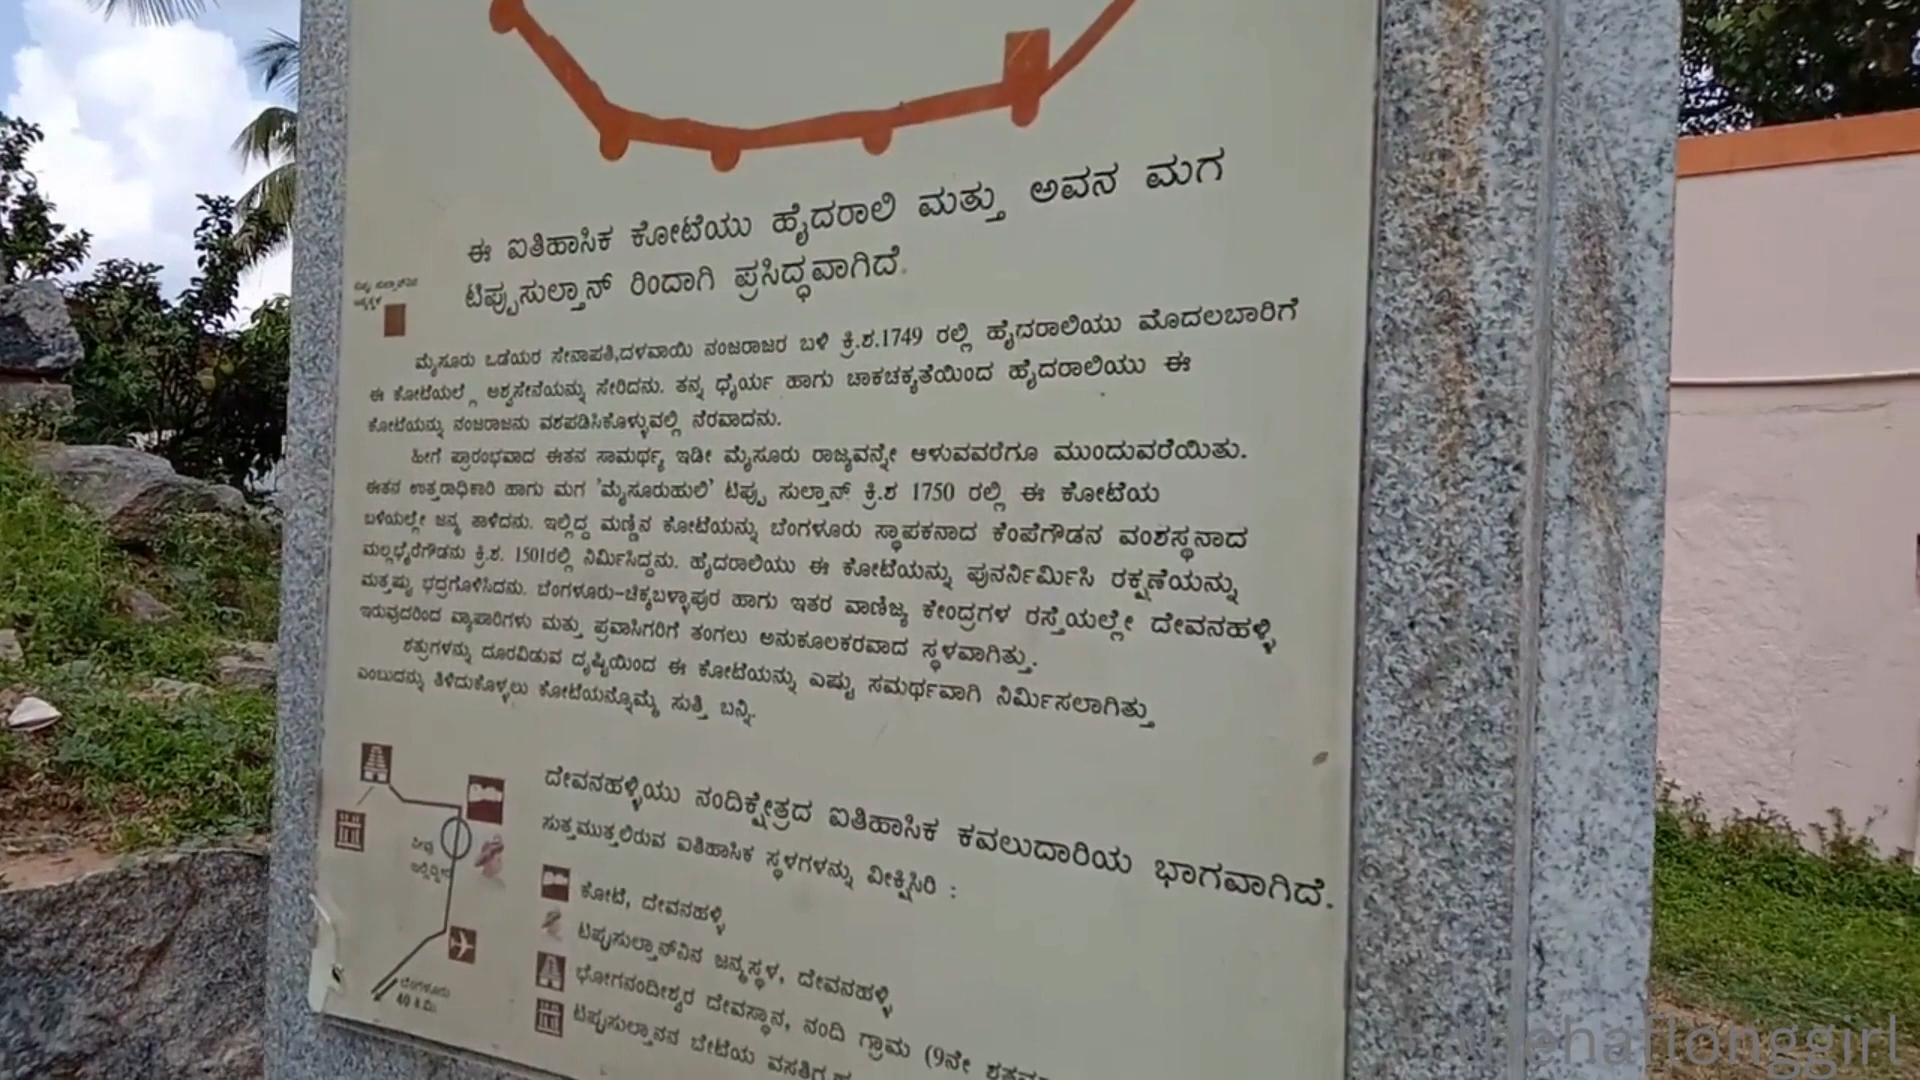 ಈ ಐತಿಹಾಸಿಕ ಕೋಟೆಯು ಹೈದರಾಲಿ ಮತ್ತು ಅವನ ಮಗ
ಟಿಪ್ಪುಸುಲ್ತಾನ್ ರಿಂದಾಗಿ ಪ್ರಸಿದ್ಧವಾಗಿದೆ.
ಮೈಸೂರು ಒಡೆಯರ ಸೇನಾಪತಿ,ದಳವಾಯಿ ನಂಜರಾಜರ ಬಳಿ ಕ್ರಿ.ಶ.1749 ರಲ್ಲಿ ಹೈದರಾಲಿಯು ಮೊದಲಬಾರಿಗೆ
ಈ ಕೋಟೆಯಲ್ಲೆ ಅಶ್ವಸೇನೆಯನ್ನು ಸೇರಿದನು. ತನ್ನ ಧೈರ್ಯ ಹಾಗು ಚಾಕಚಕ್ಯತೆಯಿಂದ ಹೈದರಾಲಿಯು ಈ
ಕೋಟೆಯನ್ನು ನಂಜರಾಜನು ವಶಪಡಿಸಿಕೊಳ್ಳುವಲ್ಲಿ ನೆರವಾದನು.
ಹೀಗೆ ಪ್ರಾರಂಭವಾದ ಈತನ ಸಾಮರ್ಥ್ಯ ಇಡೀ ಮೈಸೂರು ರಾಜ್ಯವನ್ನೇ ಆಳುವವರೆಗೂ ಮುಂದುವರೆಯಿತು.
ಈತನ ಉತ್ತರಾಧಿಕಾರಿ ಹಾಗು ಮಗ 'ಮೈಸೂರುಹುಲಿ' ಟಿಪ್ಪು ಸುಲ್ತಾನ್ ಕ್ರಿ.ಶ 1750 ರಲ್ಲಿ ಈ ಕೋಟೆಯ
ಬಳಿಯಲ್ಲೇ ಜನ್ಮ ತಾಳಿದನು. ಇಲ್ಲಿದ್ದ ಮಣ್ಣಿನ ಕೋಟೆಯನ್ನು ಬೆಂಗಳೂರು ಸ್ಥಾಪಕನಾದ ಕೆಂಪೆಗೌಡನ ವಂಶಸ್ಥನಾದ
ಮಲ್ಲಭೈರೆಗೌಡನು ಕ್ರಿ.ಶ. 1501ರಲ್ಲಿ ನಿರ್ಮಿಸಿದ್ದನು. ಹೈದರಾಲಿಯು ಈ ಕೋಟೆಯನ್ನು ಪುನರ್ನಿರ್ಮಿಸಿ ರಕ್ಷಣೆಯನ್ನು
ಮತ್ತಷ್ಟು ಭದ್ರಗೊಳಿಸಿದನು. ಬೆಂಗಳೂರು-ಚಿಕ್ಕಬಳ್ಳಾಪುರ ಹಾಗು ಇತರ ವಾಣಿಜ್ಯ ಕೇಂದ್ರಗಳ ರಸ್ತೆಯಲ್ಲೇ ದೇವನಹಳ್ಳಿ
ಇರುವುದರಿಂದ ವ್ಯಾಪಾರಿಗಳು ಮತ್ತು ಪ್ರವಾಸಿಗರಿಗೆ ತಂಗಲು ಅನುಕೂಲಕರವಾದ ಸ್ಥಳವಾಗಿತ್ತು.
ಶತ್ರುಗಳನ್ನು ದೂರವಿಡುವ ದೃಷ್ಟಿಯಿಂದ ಈ ಕೋಟೆಯನ್ನು ಎಷ್ಟು ಸಮರ್ಥವಾಗಿ ನಿರ್ಮಿಸಲಾಗಿತ್ತು
ಎಂಬುದನ್ನು ತಿಳಿದುಕೊಳ್ಳಲು ಕೋಟೆಯನ್ನೊಮ್ಮೆ ಸುತ್ತಿ ಬನ್ನಿ.
ದೇವನಹಳ್ಳಿಯು ನಂದಿಕ್ಷೇತ್ರದ ಐತಿಹಾಸಿಕ ಕವಲುದಾರಿಯ ಭಾಗವಾಗಿದೆ.
ಸುತ್ತಮುತ್ತಲಿರುವ ಐತಿಹಾಸಿಕ ಸ್ಥಳಗಳನ್ನು ವೀಕ್ಷಿಸಿರಿ :
ಕೋಟೆ, ದೇವನಹಳ್ಳಿ
ಟಿಪ್ಪುಸುಲ್ತಾನ್‌ನಿನ ಜನ್ಮಸ್ಥಳ, ದೇವನಹಳ್ಳಿ
ಭೋಗನಂದೀಶ್ವರ ದೇವಸ್ಥಾನ, ನಂದಿ ಗ್ರಾಮ (9ನೇ
ಟಿಪ್ಪುಸುಲ್ತಾನನ ಬೇಟೆಯ
ನೀವು
ಬೆಂಗಳೂರು
40 ಕಿ.ಮಿ.